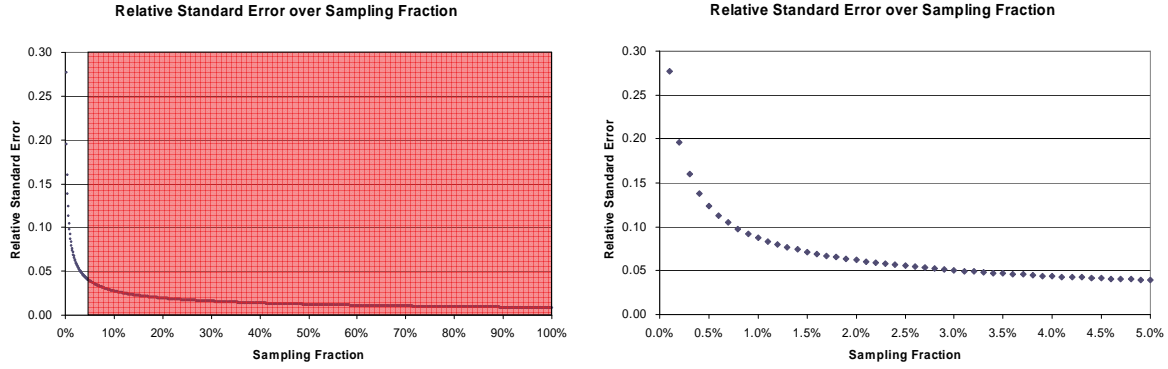 Relative Standard Error over Sampling Fraction
0.30
0.25
0.20
0.15
0.10
0.05
0.00
Relative Standard Error
0% 10% 20% 30% 40% 50% 60% 70% 80% 90% 100%
Sampling Fraction
Relative Standard Error over Sampling Fraction
0.30
0.25
0.20
0.15
0.10
0.05
0.00
Relative Standard Error
0.0% 0.5% 1.0% 1.5% 2.0% 2.5% 3.0% 3.5% 4.0% 4.5% 5.0%
Sampling Fraction